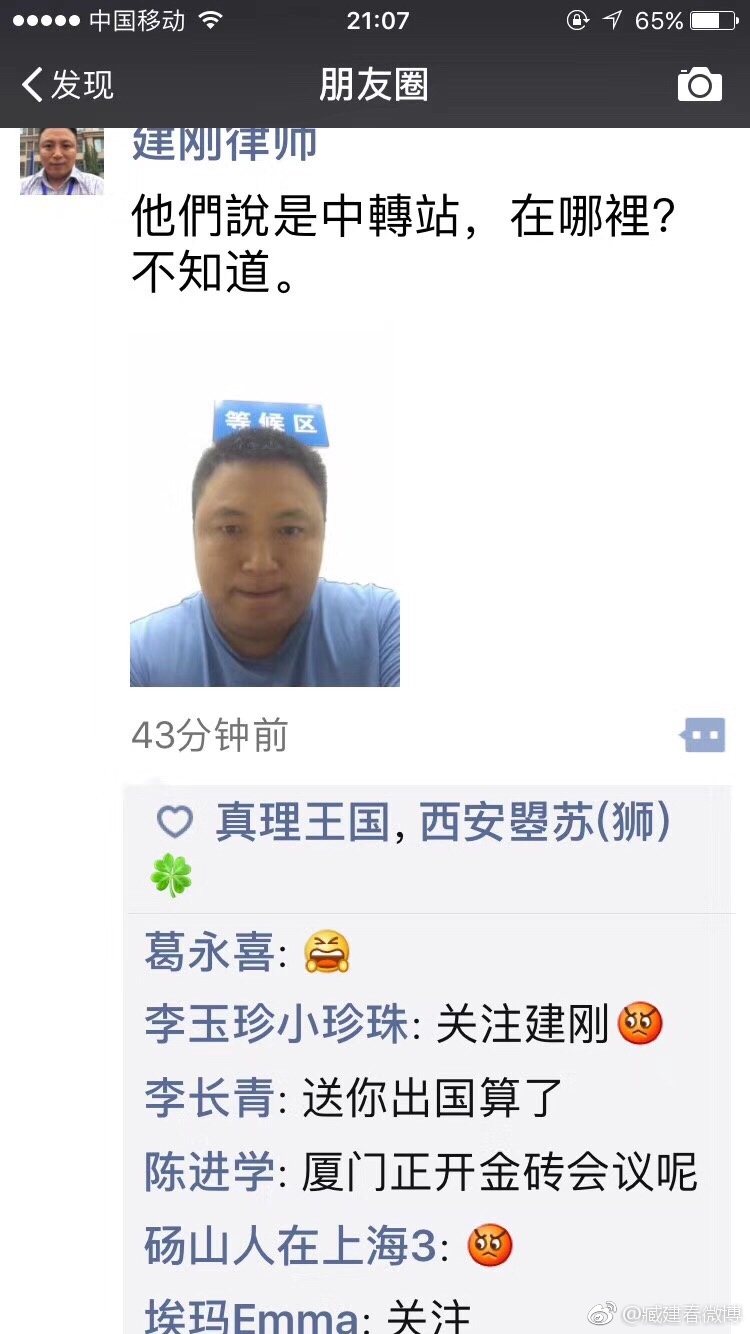 中国移动
21:07
65%
发现
朋友圈
建刚律师
他們說是中轉站，在哪裡？
不知道。
等候区
43分钟前
真理王国, 西安曌苏(狮)
葛永喜:
李玉珍小珍珠: 关注建刚
李长青: 送你出国算了
陈进学: 厦门正开金砖会议呢
砀山人在上海3:
埃玛Emma: 关注
@臧建看微博